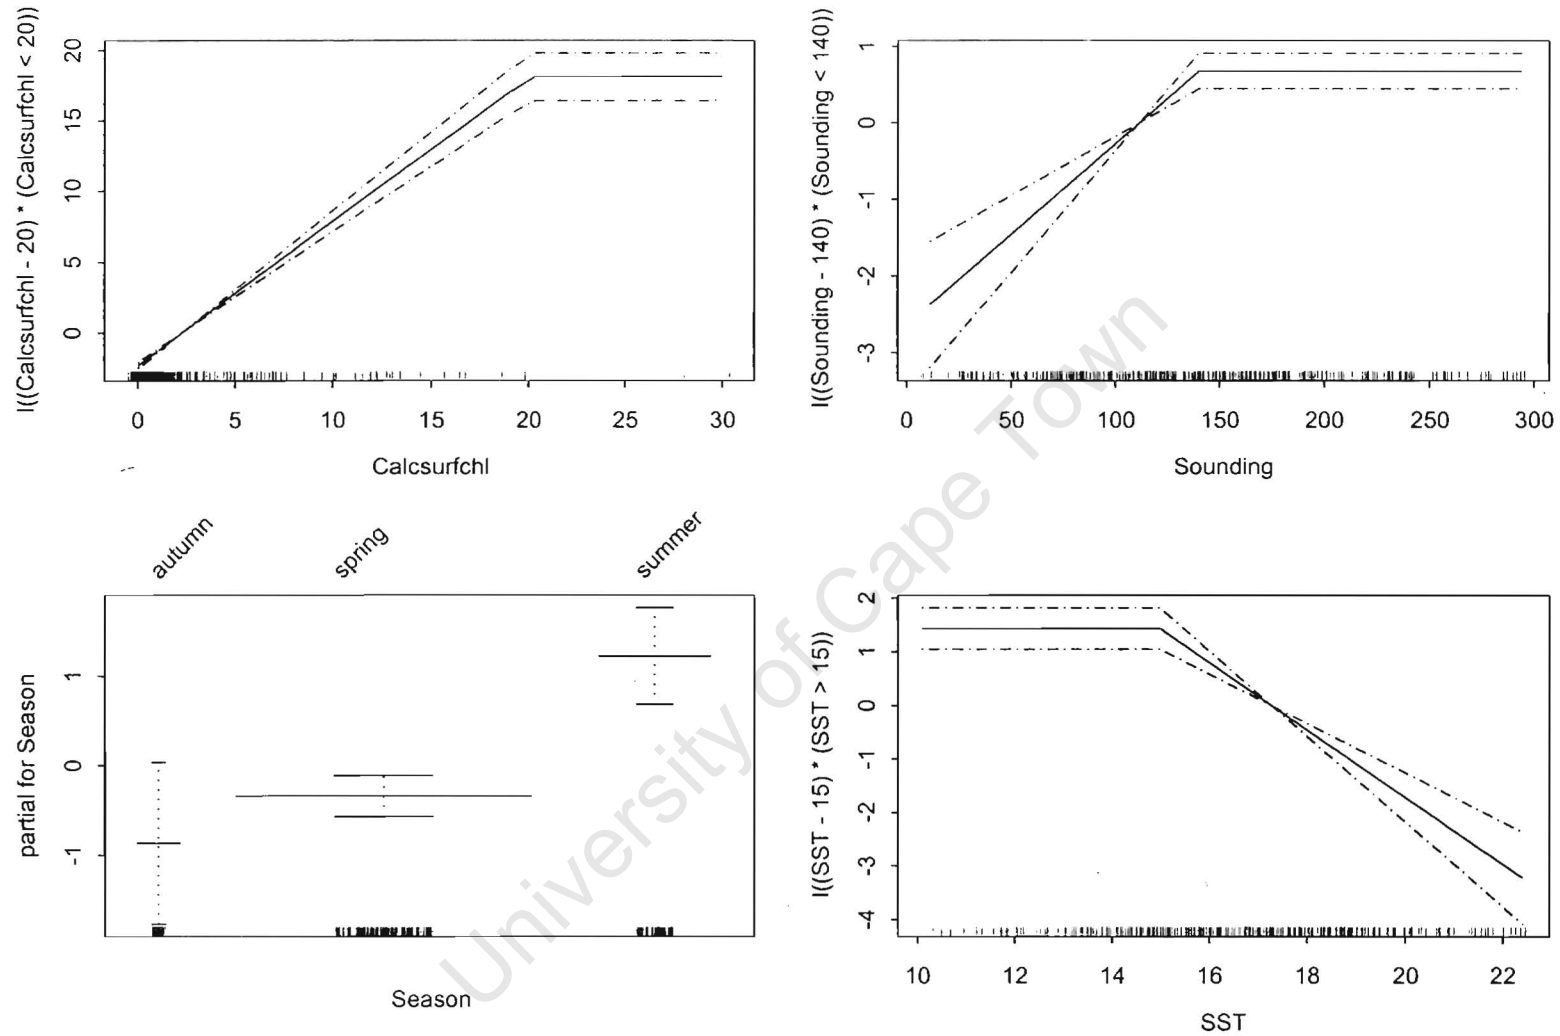 I((Calcsurfchl - 20) * (Calcsurfchl < 20))
20
15
10
5
0
0 5 10 15 20 25 30
Calcsurfchl
I((Sounding - 140) * (Sounding < 140))
1
0
-1
-2
-3
0 50 100 150 200 250 300
Sounding
autumn spring summer
partial for Season
1
0
-1
Season
I((SST - 15) * (SST > 15))
2
1
0
-1
-2
-3
-4
10 12 14 16 18 20 22
SST
University of Cape Town